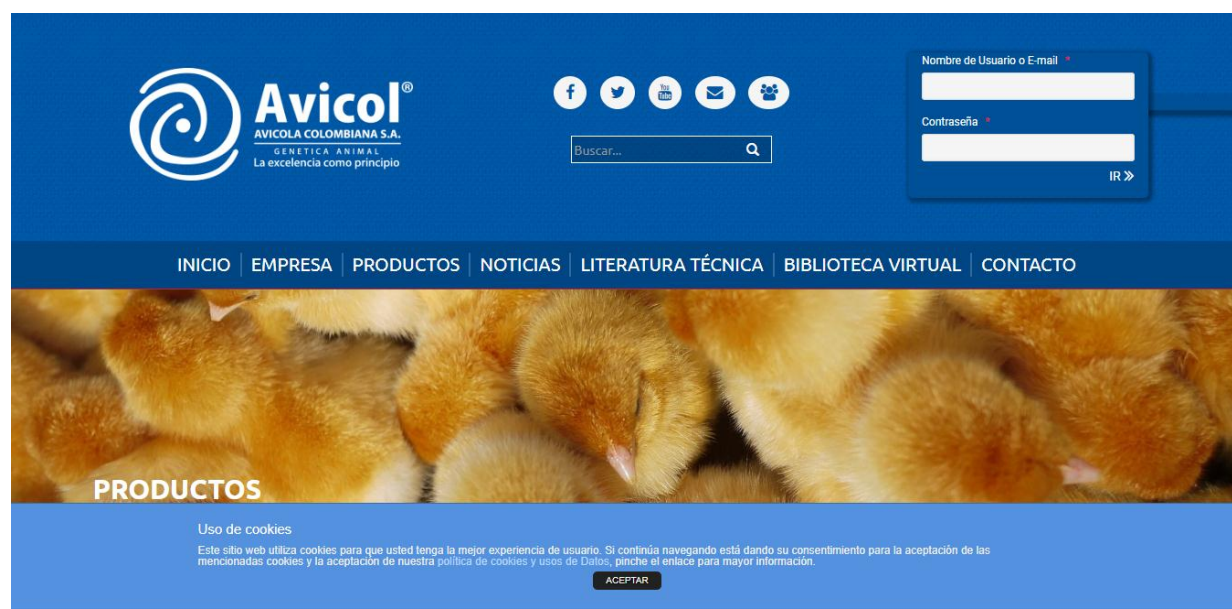 Avicol®
AVICOLA COLOMBIANA S.A.
GENETICA ANIMAL
La excelencia como principio
You
Tube
Buscar...
Nombre de Usuario o E-mail *
Contraseña *
IR
INICIO EMPRESA PRODUCTOS NOTICIAS LITERATURA TÉCNICA BIBLIOTECA VIRTUAL CONTACTO
PRODUCTOS
Uso de cookies
Este sitio web utiliza cookies para que usted tenga la mejor experiencia de usuario. Si continúa navegando está dando su consentimiento para la aceptación de las
mencionadas cookies y la aceptación de nuestra política de cookies y usos de Datos, pinche el enlace para mayor información.
ACEPTAR